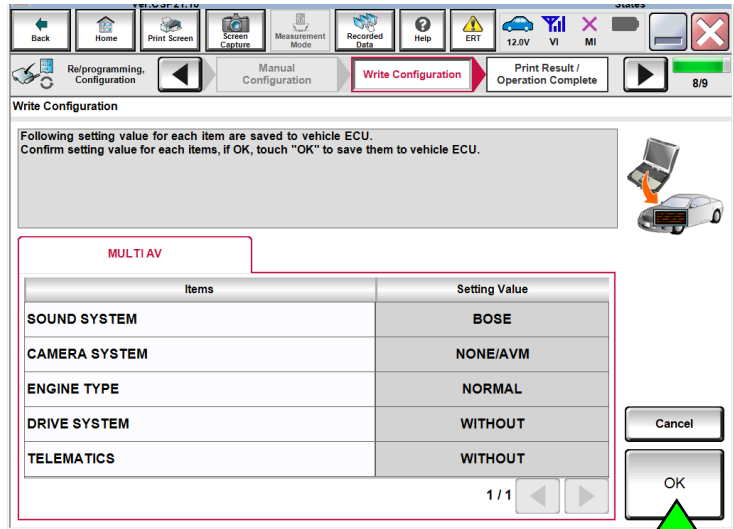 Ver.CSP21.10
States
Back
Home
Print Screen
Screen
Capture
Measurement
Mode
Recorded
Data
Help
ERT
12.0V
VI
MI
Re/programming,
Configuration
Manual
Configuration
Write Configuration
Print Result /
Operation Complete
8/9
Write Configuration
Following setting value for each item are saved to vehicle ECU.
Confirm setting value for each items, if OK, touch "OK" to save them to vehicle ECU.
MULTI AV
Items
Setting Value
SOUND SYSTEM
BOSE
CAMERA SYSTEM
NONE/AVM
ENGINE TYPE
NORMAL
DRIVE SYSTEM
WITHOUT
TELEMATICS
WITHOUT
1/1
Cancel
OK